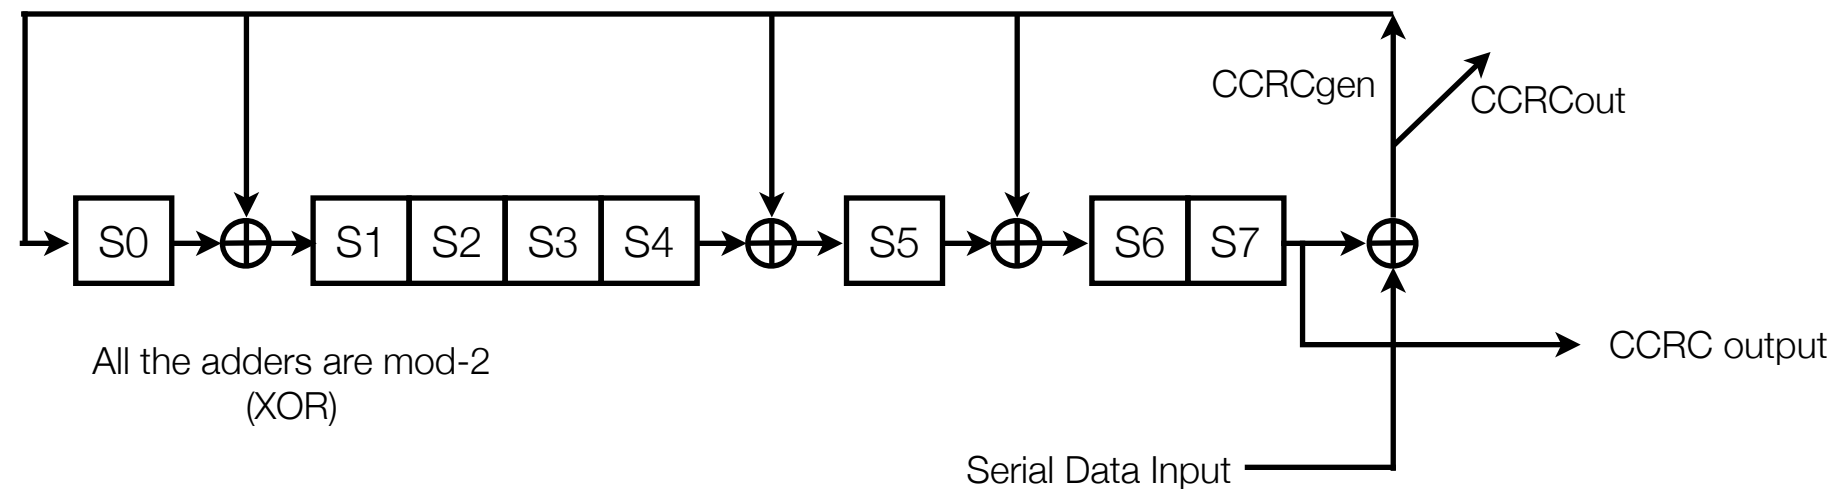 CCRCgen
CCRCout
S0 S1 S2 S3 S4 S5 S6 S7
All the adders are mod-2
(XOR)
CCRC output
Serial Data Input